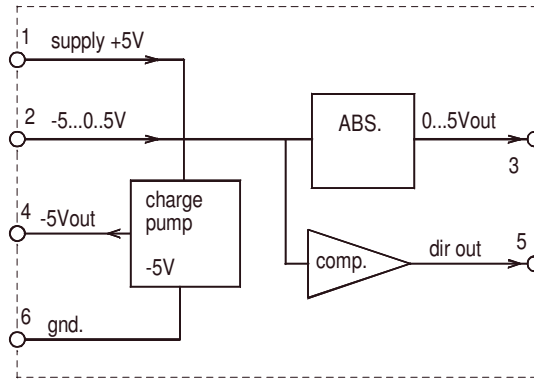 1 supply +5V
2 -5...0..5V
ABS. 0...5Vout
3
4 -5Vout
charge
pump
-5V
comp. dir out 5
6 gnd.